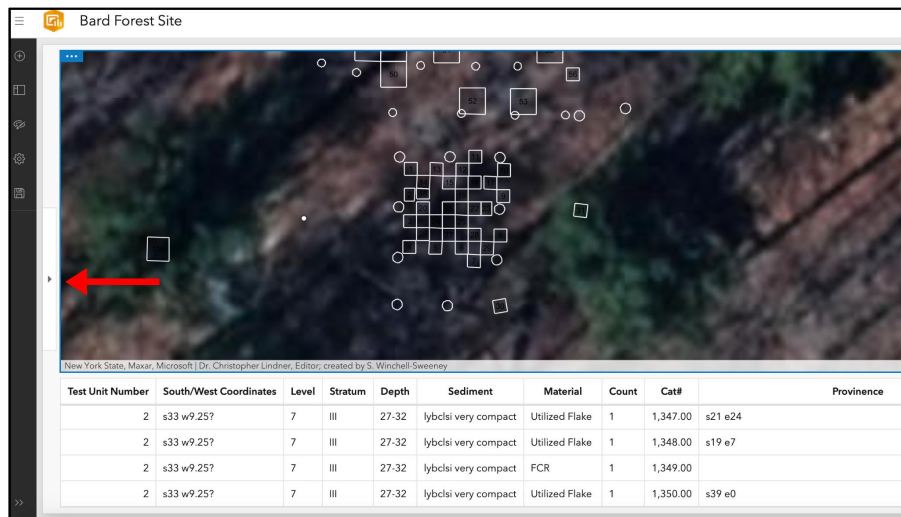 Bard Forest Site
50
52
53
New York State, Maxar, Microsoft | Dr. Christopher Lindner, Editor; created by S. Winchell-Sweeney
Test Unit Number South/West Coordinates Level Stratum Depth Sediment Material Count Cat# Provinence
2 s33 w9.25? 7 III 27-32 lybclsi very compact Utilized Flake 1 1,347.00 s21 e24
2 s33 w9.25? 7 III 27-32 lybclsi very compact Utilized Flake 1 1,348.00 s19 e7
2 s33 w9.25? 7 III 27-32 lybclsi very compact FCR 1 1,349.00
2 s33 w9.25? 7 III 27-32 lybclsi very compact Utilized Flake 1 1,350.00 s39 e0